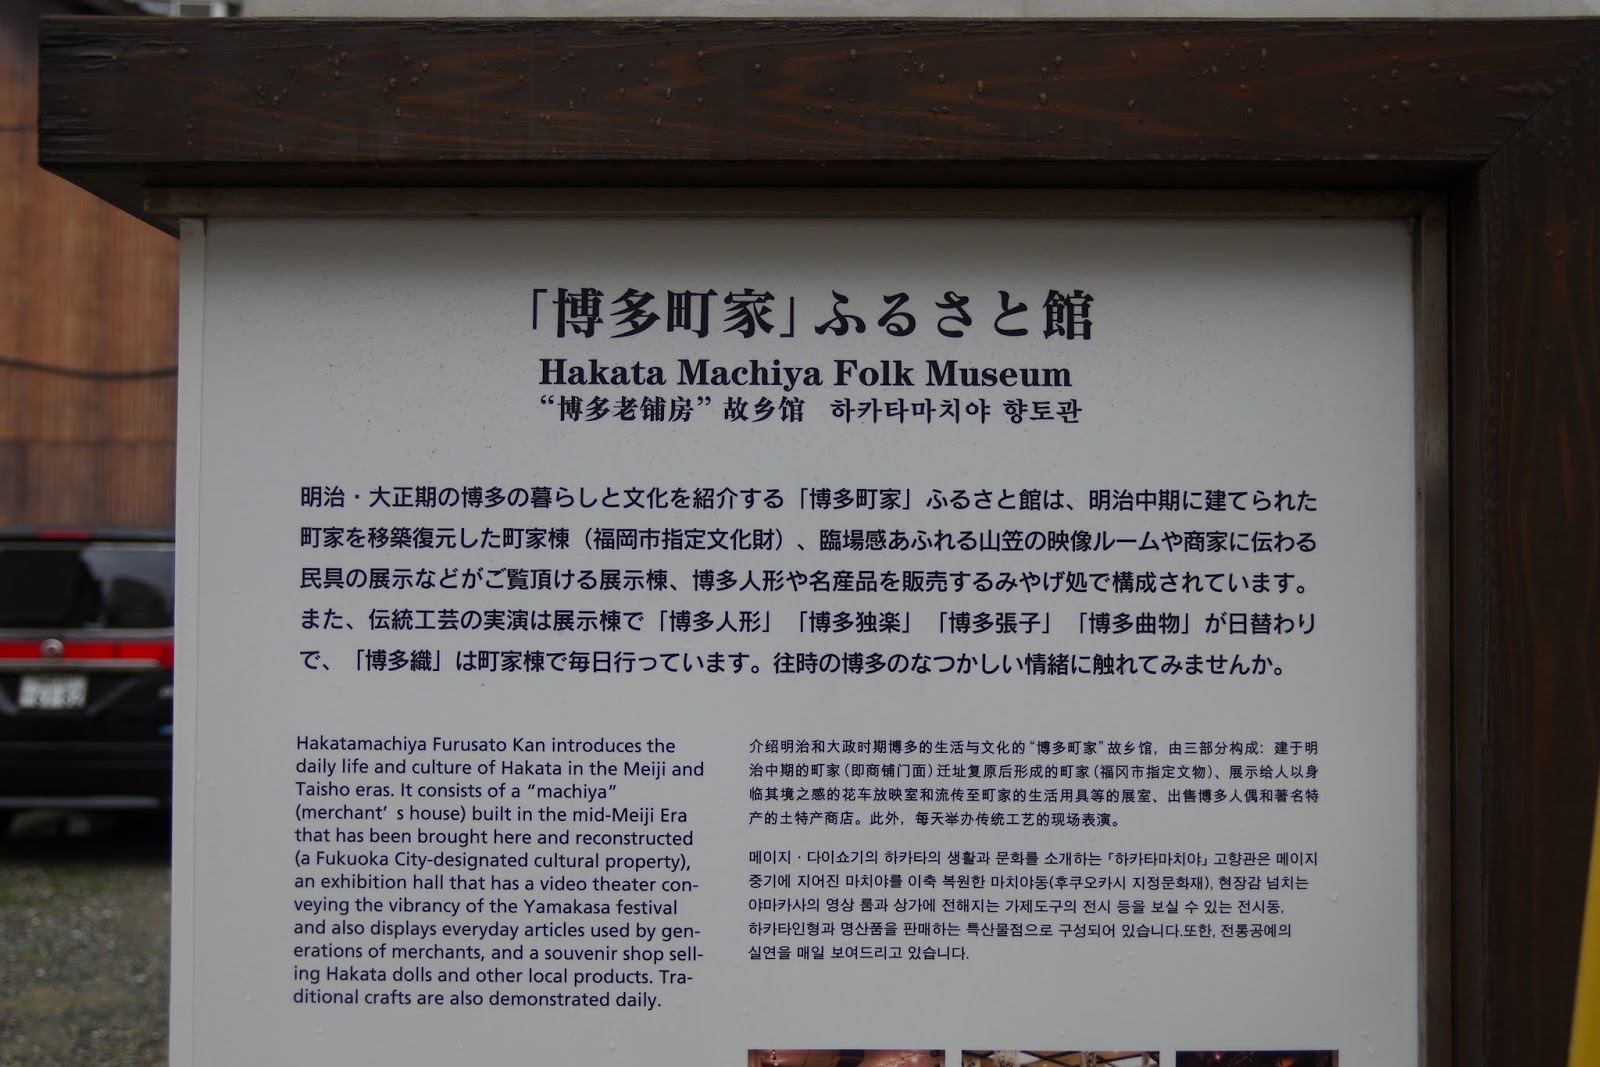 「博多町家」ふるさと館
Hakata Machiya Folk Museum
“博多老铺房” 故乡馆 하카타마치야 향토관
明治・大正期の博多の暮らしと文化を紹介する「博多町家」ふるさと館は、明治中期に建てられた
町家を移築復元した町家棟（福岡市指定文化財）、臨場感あふれる山笠の映像ルームや商家に伝わる
民具の展示などがご覧頂ける展示棟、博多人形や名産品を販売するみやげ処で構成されています。
また、伝統工芸の実演は展示棟で「博多人形」「博多独楽」「博多張子」「博多曲物」が日替わり
で、「博多織」は町家棟で毎日行っています。往時の博多のなつかしい情緒に触れてみませんか。
Hakatamachiya Furusato Kan introduces the
daily life and culture of Hakata in the Meiji and
Taisho eras. It consists of a “machiya”
(merchant’ s house) built in the mid-Meiji Era
that has been brought here and reconstructed
(a Fukuoka City-designated cultural property),
an exhibition hall that has a video theater con-
veying the vibrancy of the Yamakasa festival
and also displays everyday articles used by gen-
erations of merchants, and a souvenir shop sell-
ing Hakata dolls and other local products. Tra-
ditional crafts are also demonstrated daily.
介绍明治和大政时期博多的生活与文化的“博多町家”故乡馆，由三部分构成：建于明
治中期的町家（即商铺门面）迁址复原后形成的町家（福冈市指定文物）、展示给人以身
临其境之感的花车放映室和流传至町家的生活用具等的展室、出售博多人偶和著名特
产的土特产商店。此外，每天举办传统工艺的现场表演。
메이지・다이쇼기의 하카타의 생활과 문화를 소개하는 「하카타마치야」 고향관은 메이지
중기에 지어진 마치야를 이축 복원한 마치야동(후쿠오카시 지정문화재), 현장감 넘치는
야마카사의 영상 룸과 상가에 전해지는 가제도구의 전시 등을 보실 수 있는 전시동,
하카타인형과 명산품을 판매하는 특산물점으로 구성되어 있습니다.또한, 전통공예의
실연을 매일 보여드리고 있습니다.